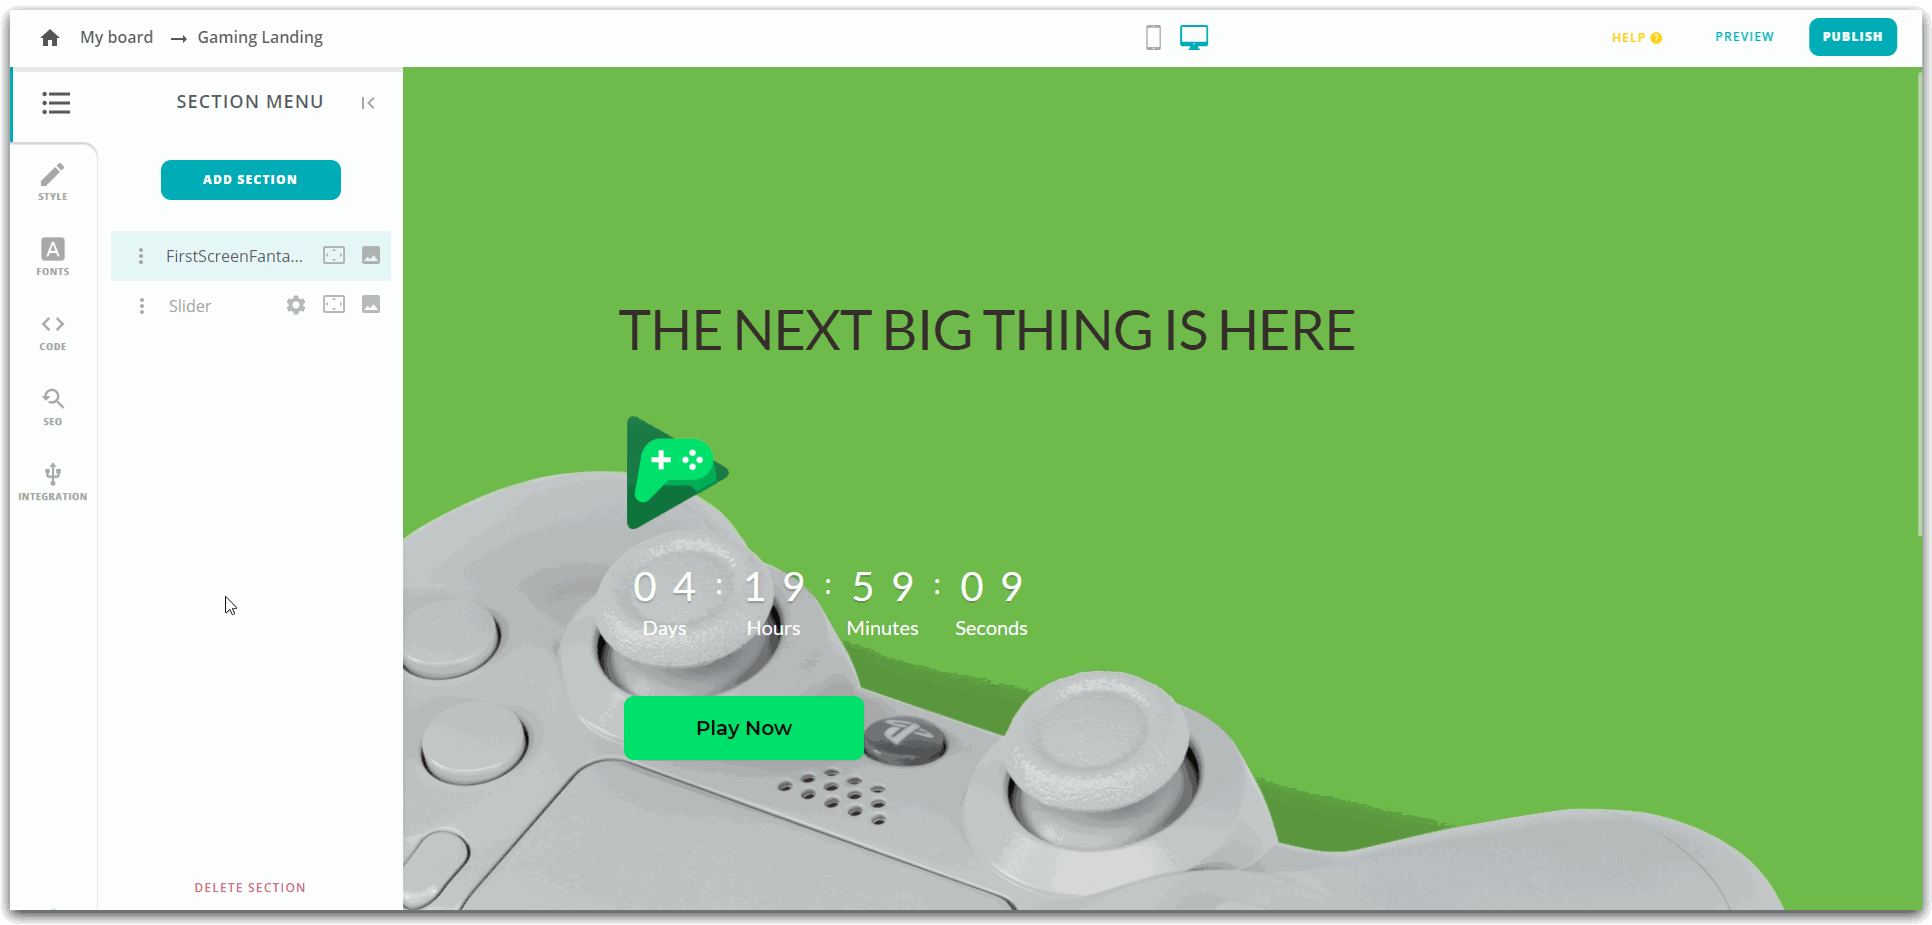 My board → Gaming Landing
HELP ?
PREVIEW
PUBLISH
SECTION MENU
ADD SECTION
STYLE
FirstScreenFanta...
FONTS
Slider
CODE
SEO
INTEGRATION
DELETE SECTION
THE NEXT BIG THING IS HERE
04 : 19 : 59 : 09
Days Hours Minutes Seconds
Play Now